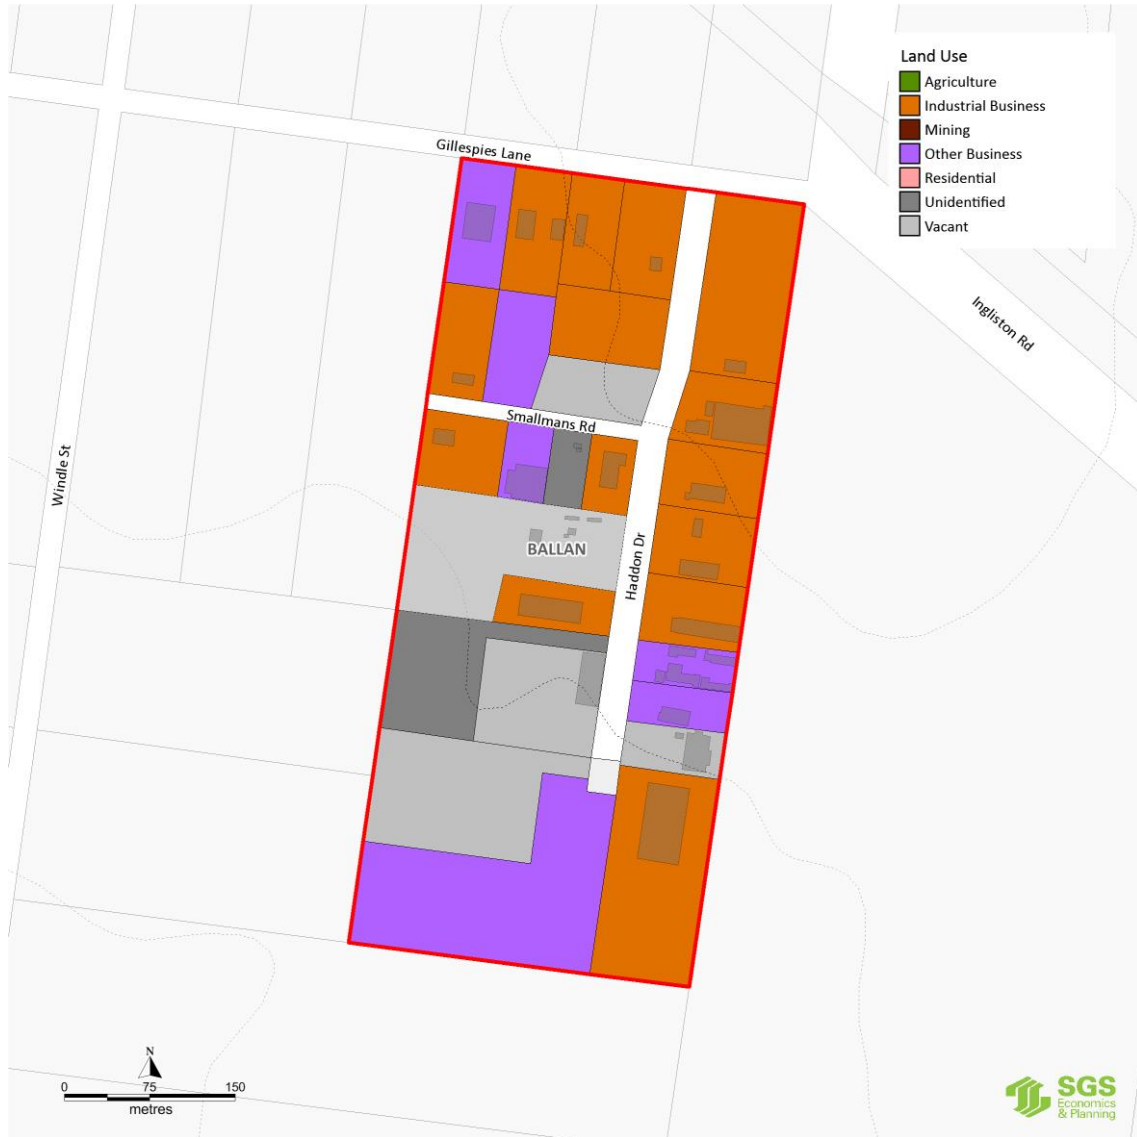 Land Use
Agriculture
Industrial Business
Mining
Other Business
Residential
Unidentified
Vacant
Gillespies Lane
Ingliston Rd
Smallmans Rd
Windle St
BALLAN
Haddon Dr
N
0 75 150
metres
SGS
Economics
& Planning